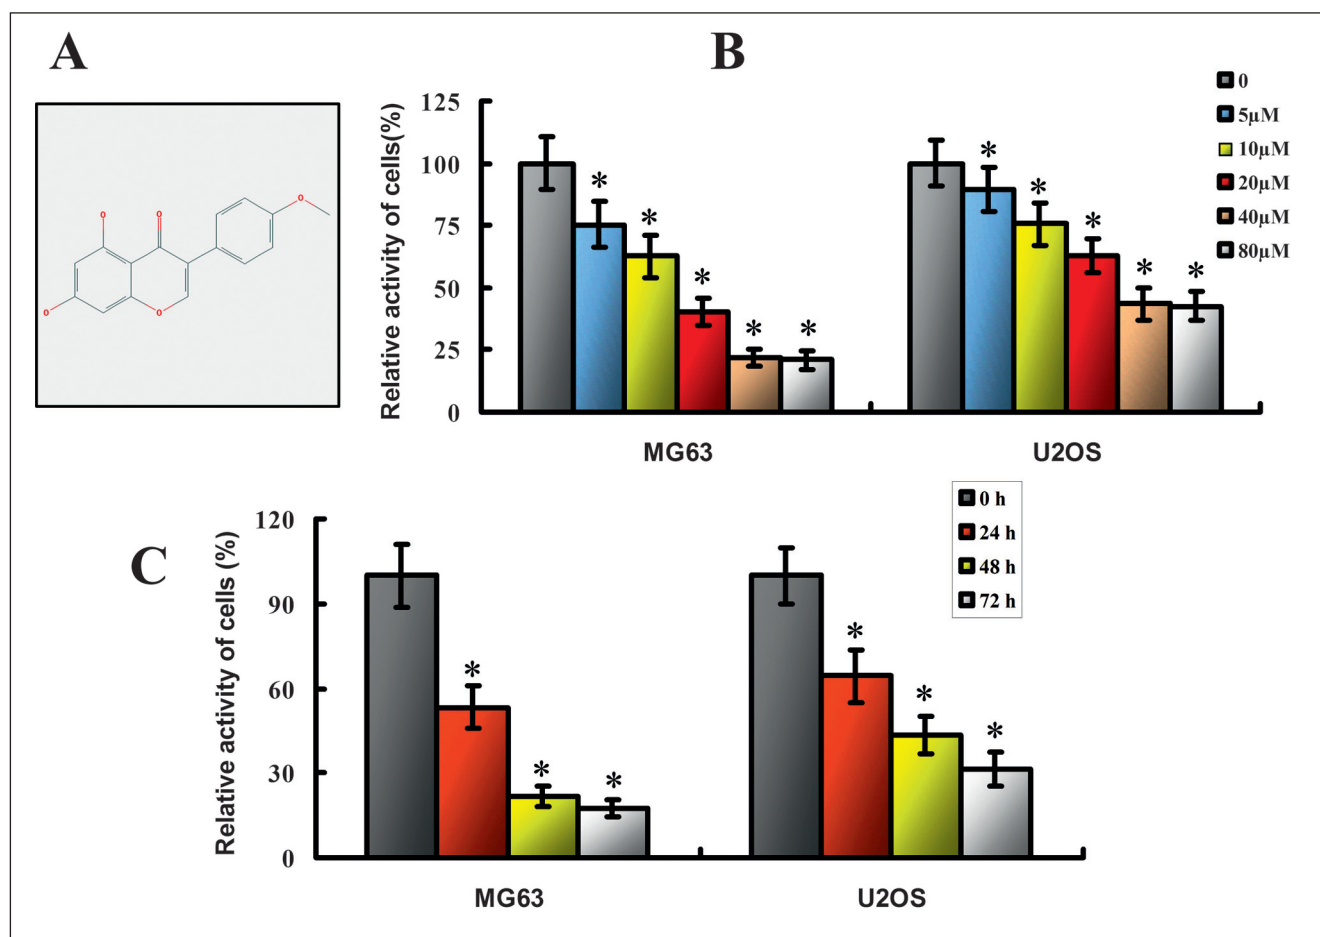 A
B
Relative activity of cells(%)
125
100
75
50
25
0
* * * * *
* * * * *
MG63
U2OS
0
5µM
10µM
20µM
40µM
80µM
O
O
O
O
O
C
Relative activity of cells (%)
120
90
60
30
0
* * *
* * *
MG63
U2OS
0 h
24 h
48 h
72 h